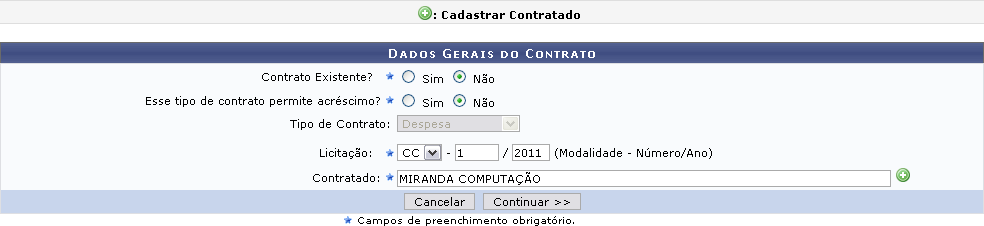 : Cadastrar Contratado
DADOS GERAIS DO CONTRATO
Contrato Existente? Sim Não
Esse tipo de contrato permite acréscimo? Sim Não
Tipo de Contrato: Despesa
Licitação: CC - 1 / 2011 (Modalidade - Número/Ano)
Contratado: MIRANDA COMPUTAÇÃO
Cancelar Continuar >>
Campos de preenchimento obrigatório.